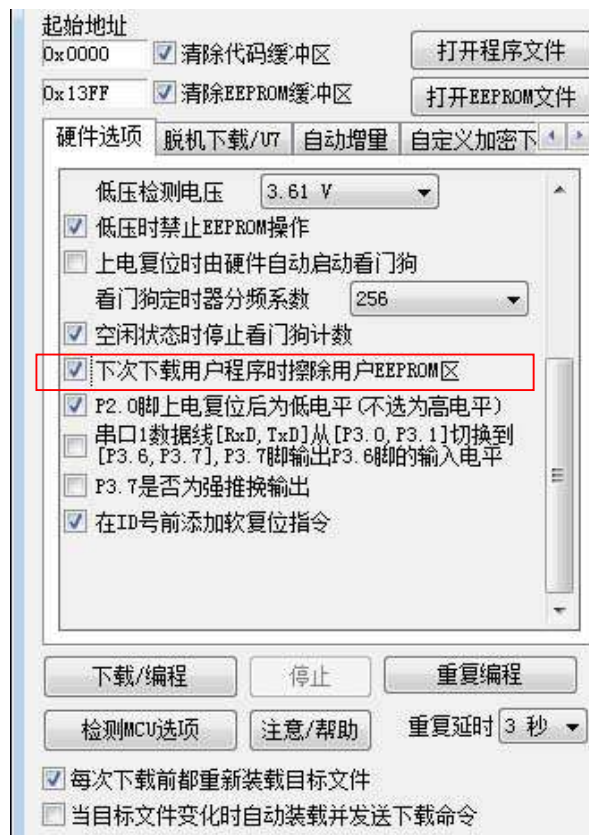 起始地址
0x0000 清除代码缓冲区 打开程序文件
0x13FF 清除EEPROM缓冲区 打开EEPROM文件
硬件选项 脱机下载/U7 自动增量 自定义加密下
低压检测电压 3.61 V
低压时禁止EEPROM操作
上电复位时由硬件自动启动看门狗
看门狗定时器分频系数 256
空闲状态时停止看门狗计数
下次下载用户程序时擦除用户EEPROM区
P2.0脚上电复位后为低电平(不选为高电平)
串口1数据线[RxD,TxD]从[P3.0,P3.1]切换到
[P3.6,P3.7],P3.7脚输出P3.6脚的输入电平
P3.7是否为强推挽输出
在ID号前添加软复位指令
下载/编程 停止 重复编程
检测MCU选项 注意/帮助 重复延时 3 秒
每次下载前都重新装载目标文件
当目标文件变化时自动装载并发送下载命令